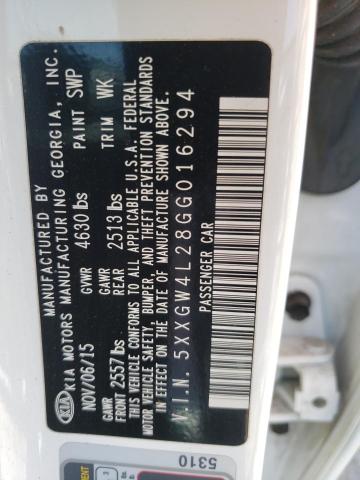 MANUFACTURED BY
KIA KIA MOTORS MANUFACTURING GEORGIA, INC.
NOV/06/15 GVWR 4630 lbs PAINT SWP
GAWR FRONT 2557 lbs GAWR REAR 2513 lbs TRIM WK
THIS VEHICLE CONFORMS TO ALL APPLICABLE U.S.A. FEDERAL
MOTOR VEHICLE SAFETY, BUMPER, AND THEFT PREVENTION STANDARDS
IN EFFECT ON THE DATE OF MANUFACTURE SHOWN ABOVE.
V.I.N. 5XXGW4L28GG016294
PASSENGER CAR
5310
3